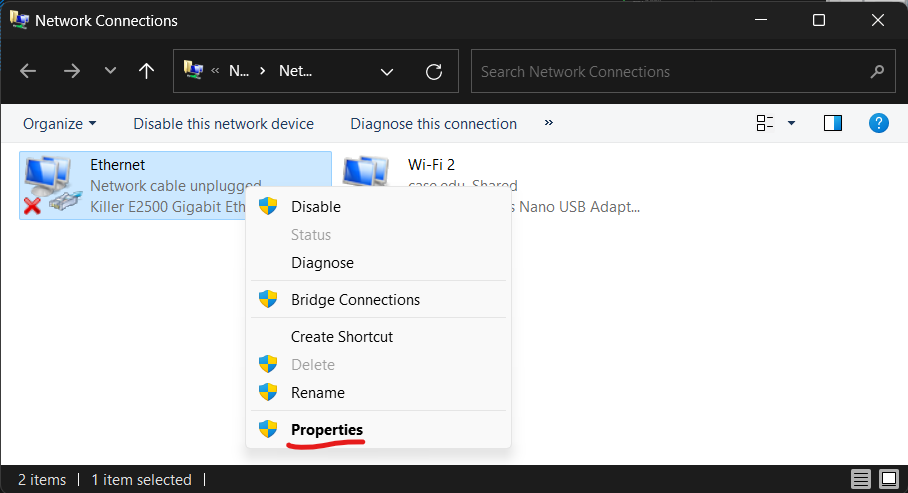 Network Connections
« N... > Net...
Search Network Connections
Organize
Disable this network device
Diagnose this connection
»
?
Ethernet
Network cable unplugged
Killer E2500 Gigabit Eth
Wi-Fi 2
case.edu, Shared
s Nano USB Adapt...
Disable
Status
Diagnose
Bridge Connections
Create Shortcut
Delete
Rename
Properties
2 items
1 item selected